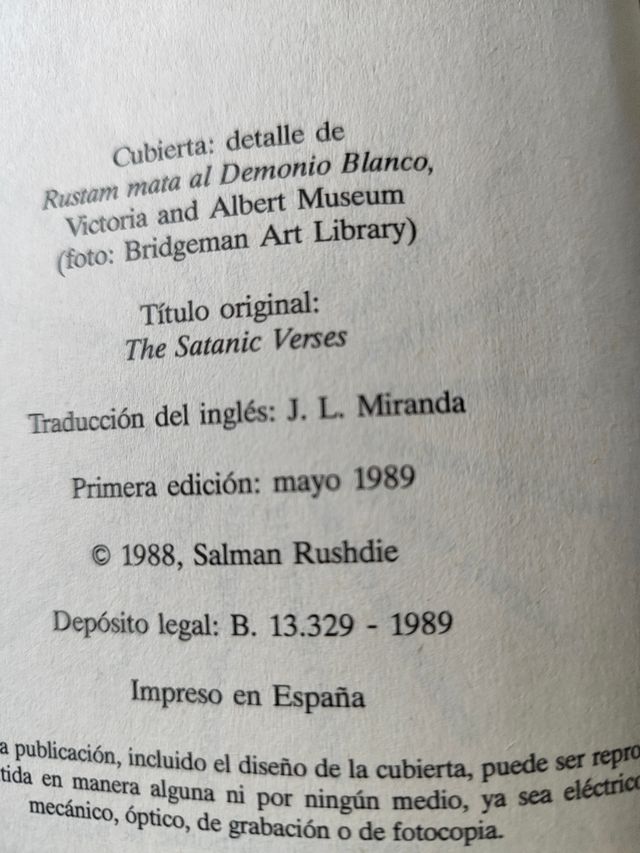 Cubierta: detalle de
Rustam mata al Demonio Blanco,
Victoria and Albert Museum
(foto: Bridgeman Art Library)
Título original:
The Satanic Verses
Traducción del inglés: J. L. Miranda
Primera edición: mayo 1989
© 1988, Salman Rushdie
Depósito legal: B. 13.329 - 1989
Impreso en España
a publicación, incluido el diseño de la cubierta, puede ser repro
tida en manera alguna ni por ningún medio, ya sea eléctrico
mecánico, óptico, de grabación o de fotocopia.